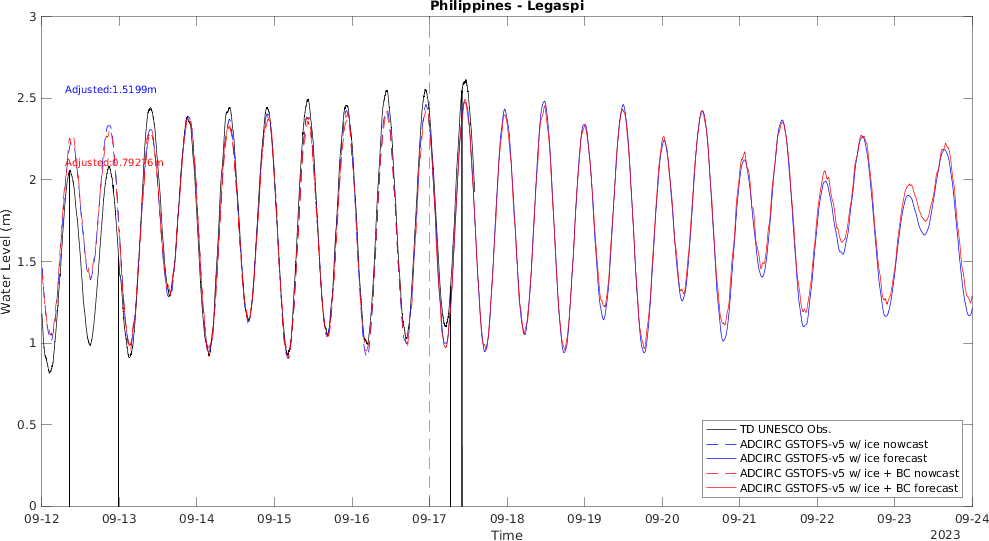 Philippines - Legaspi
3
2.5
2
1.5
1
0.5
0
Water Level (m)
Adjusted:1.5199m
Adjusted:0.79276m
TD UNESCO Obs.
ADCIRC GSTOFS-v5 w/ ice nowcast
ADCIRC GSTOFS-v5 w/ ice forecast
ADCIRC GSTOFS-v5 w/ ice + BC nowcast
ADCIRC GSTOFS-v5 w/ ice + BC forecast
09-12 09-13 09-14 09-15 09-16 09-17 09-18 09-19 09-20 09-21 09-22 09-23 09-24
Time
2023